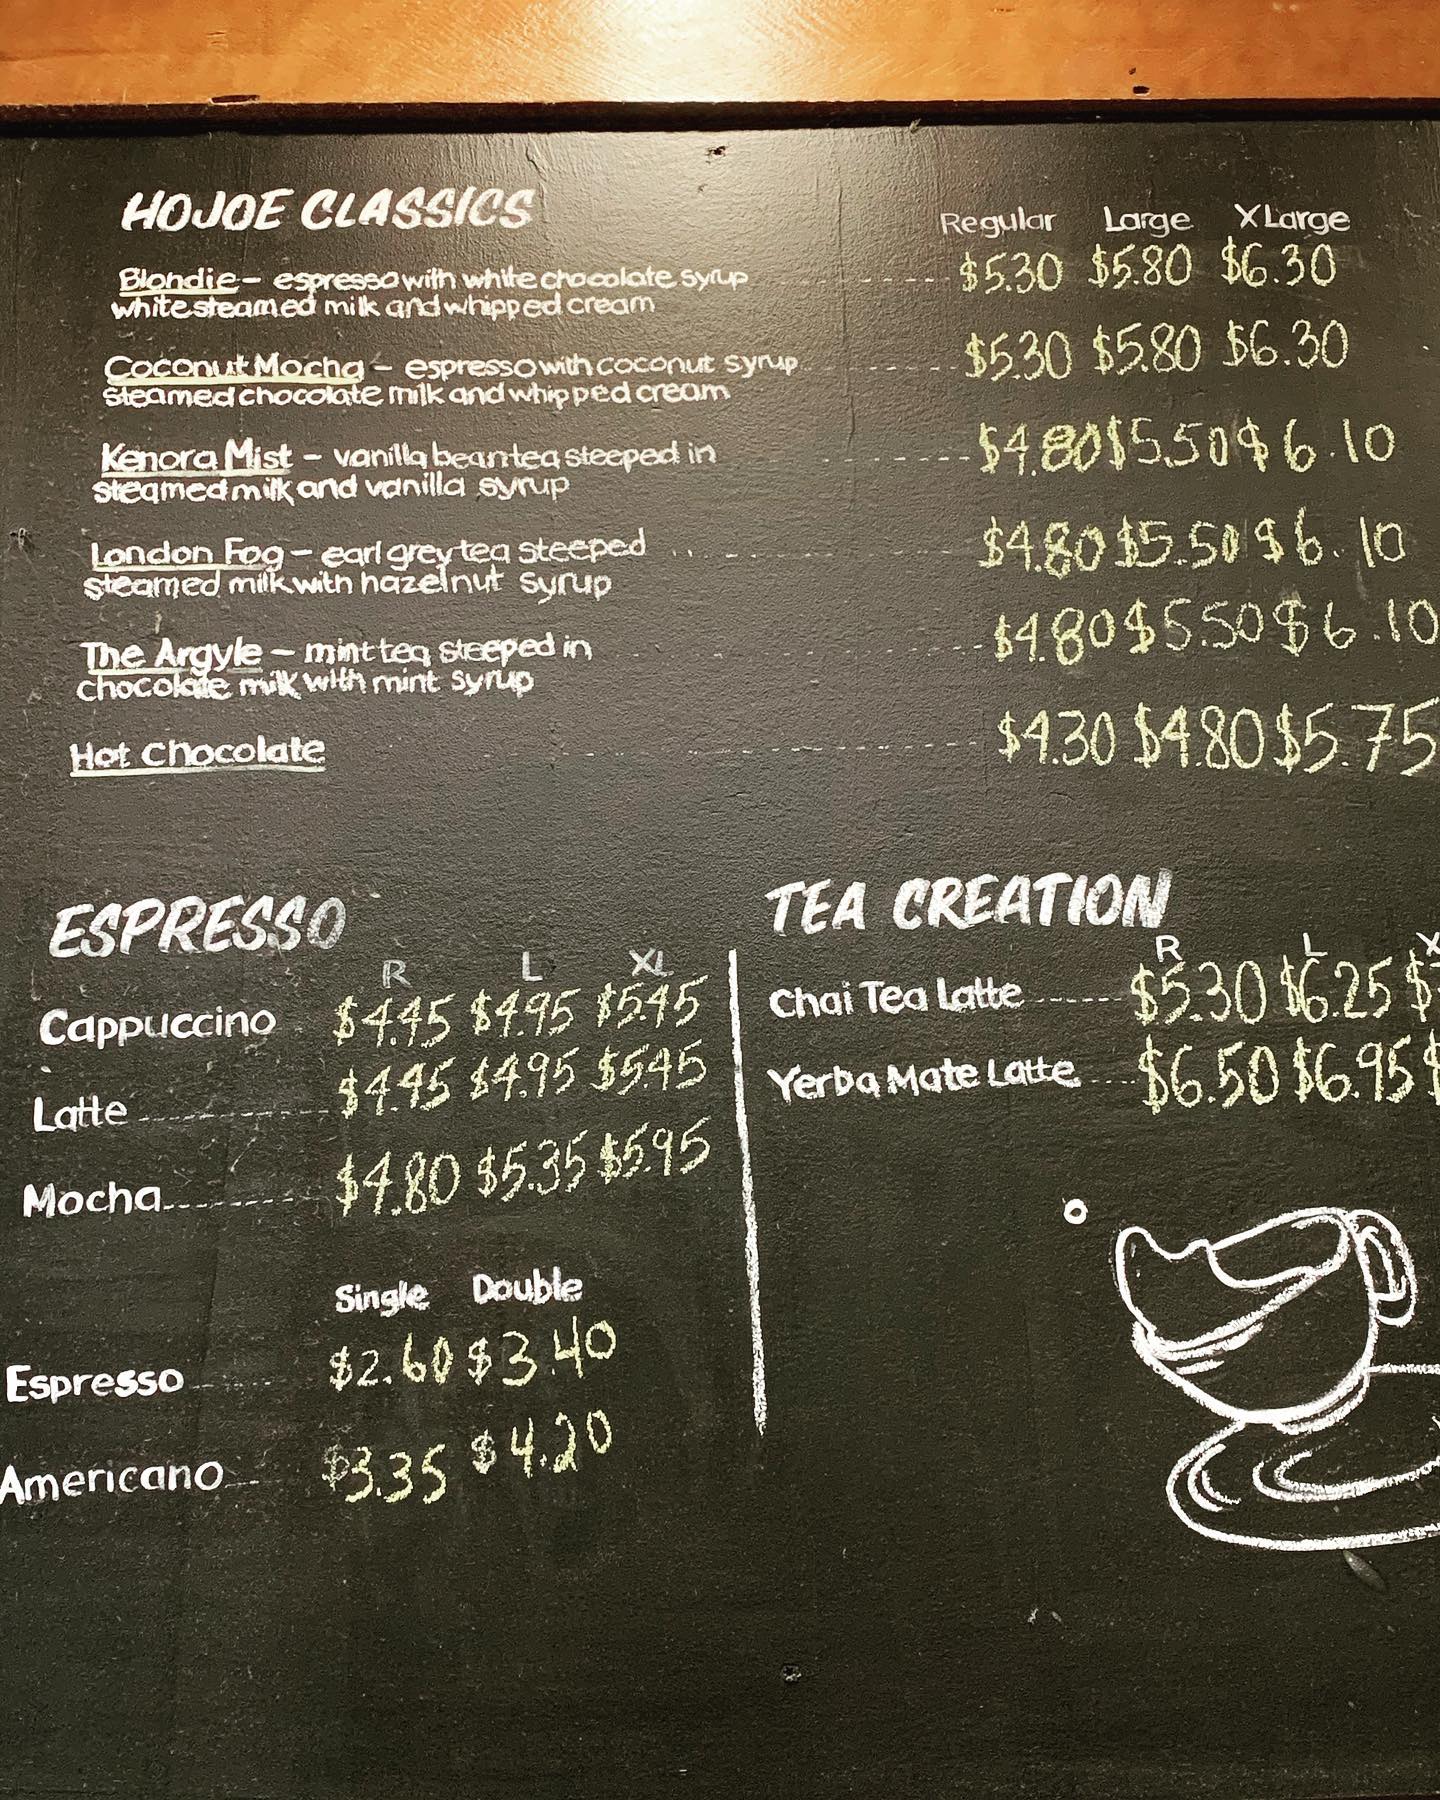 HOJOE CLASSICS
Regular Large XLarge
Blondie - espresso with white chocolate syrup $5.30 $5.80 $6.30
white steamed milk and whipped cream
Coconut Mocha - espresso with coconut syrup $5.30 $5.80 $6.30
steamed chocolate milk and whipped cream
Kenora Mist - vanilla bean tea steeped in $4.80 $5.50 $6.10
steamed milk and vanilla syrup
London Fog - earl grey tea steeped $4.80 $5.50 $6.10
steamed milk with hazelnut syrup
The Argyle - mint tea steeped in $4.80 $5.50 $6.10
chocolate milk with mint syrup
Hot Chocolate $4.30 $4.80 $5.75
ESPRESSO
R L XL
Cappuccino $4.45 $4.95 $5.45
Latte $4.45 $4.95 $5.45
Mocha $4.80 $5.35 $5.95
Single Double
Espresso $2.60 $3.40
Americano $3.35 $4.20
TEA CREATION
R L X
Chai Tea Latte $5.30 $6.25 $
Yerba Mate Latte $6.50 $6.95 $